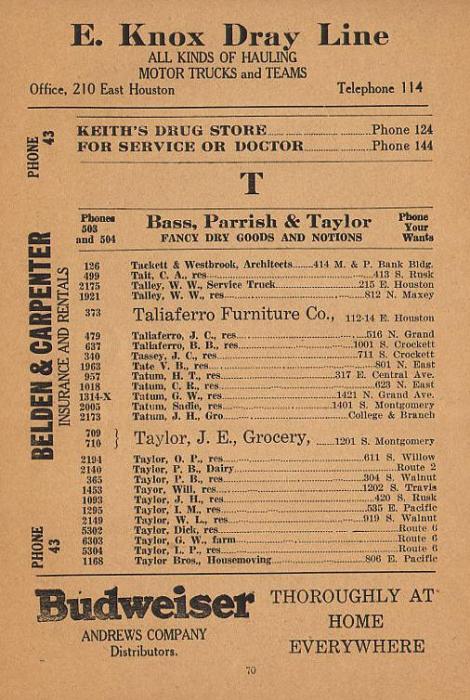 E. Knox Dray Line
ALL KINDS OF HAULING
MOTOR TRUCKS and TEAMS
Office, 210 East Houston Telephone 114
KEITH'S DRUG STORE Phone 124
FOR SERVICE OR DOCTOR Phone 144
T
PHONE 43
BELDEN & CARPENTER
INSURANCE AND RENTALS
PHONE 43
Phones 503 and 504
Bass, Parrish & Taylor
FANCY DRY GOODS AND NOTIONS
Phone Your Wants
126 Tackett & Westbrook, Architects 414 M. & P. Bank Bldg.
499 Tait, C. A., res 413 S. Rusk
2175 Talley, W. W., Service Truck 215 E. Houston
1921 Talley, W. W., res 812 N. Maxey
373 Taliaferro Furniture Co., 112-14 E. Houston
479 Taliaferro, J. C., res 516 N. Grand
637 Taliaferro, B. B., res 1001 S. Crockett
340 Tassey, J. C., res 711 S. Crockett
1963 Tate V. B., res 801 N. East
957 Tatum, H. T., res 317 E. Central Ave.
1018 Tatum, C. R., res 623 N. East
1314-X Tatum, G. W., res 1421 N. Grand Ave.
2005 Tatum, Sadie, res 1401 S. Montgomery
2173 Tatum, J. H., Gro College & Branch
709
710 } Taylor, J. E., Grocery, 1201 S. Montgomery
2194 Taylor, O. P., res 611 S. Willow
2140 Taylor, P. B., Dairy Route 2
365 Taylor, P. B., res 304 S. Walnut
1453 Tayor, Will, res 1202 S. Travis
1093 Taylor, J. H., res 420 S. Rusk
1295 Taylor, I. M., res 535 E. Pacific
2149 Taylor, W. L., res 919 S. Walnut
5302 Taylor, Dick, res Route 6
6303 Taylor, G. W., farm Route 6
5304 Taylor, L. P., res Route 6
1168 Taylor Bros., Housemoving 806 E. Pacific
Budweiser
ANDREWS COMPANY
Distributors.
THOROUGHLY AT
HOME
EVERYWHERE
70